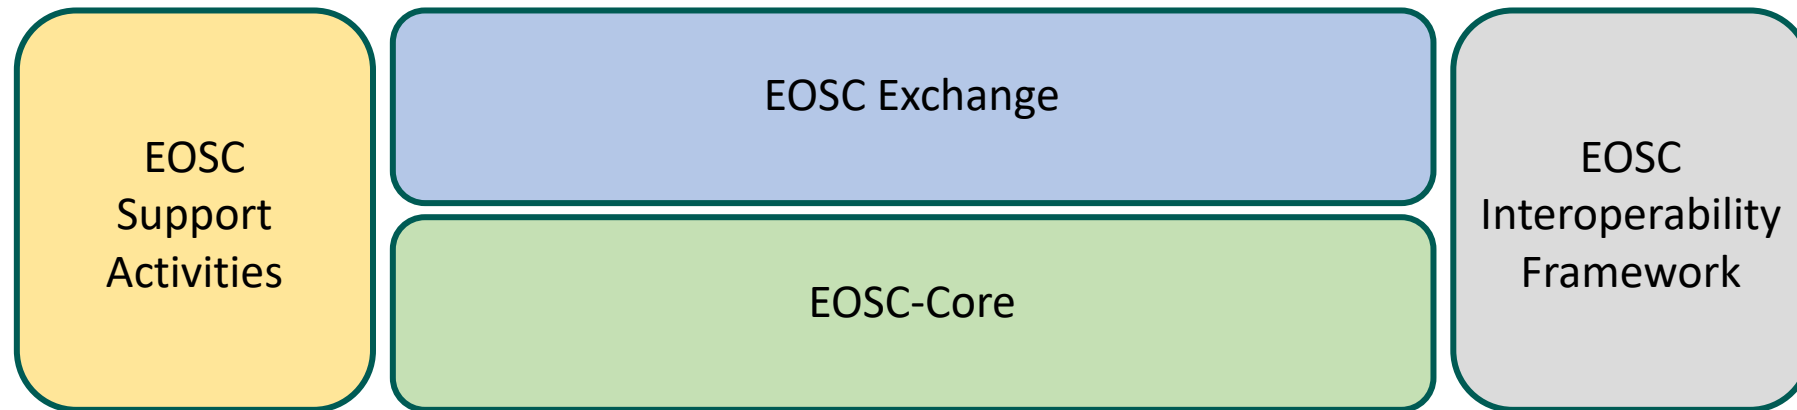 EOSC
Support
Activities
EOSC Exchange
EOSC-Core
EOSC
Interoperability
Framework